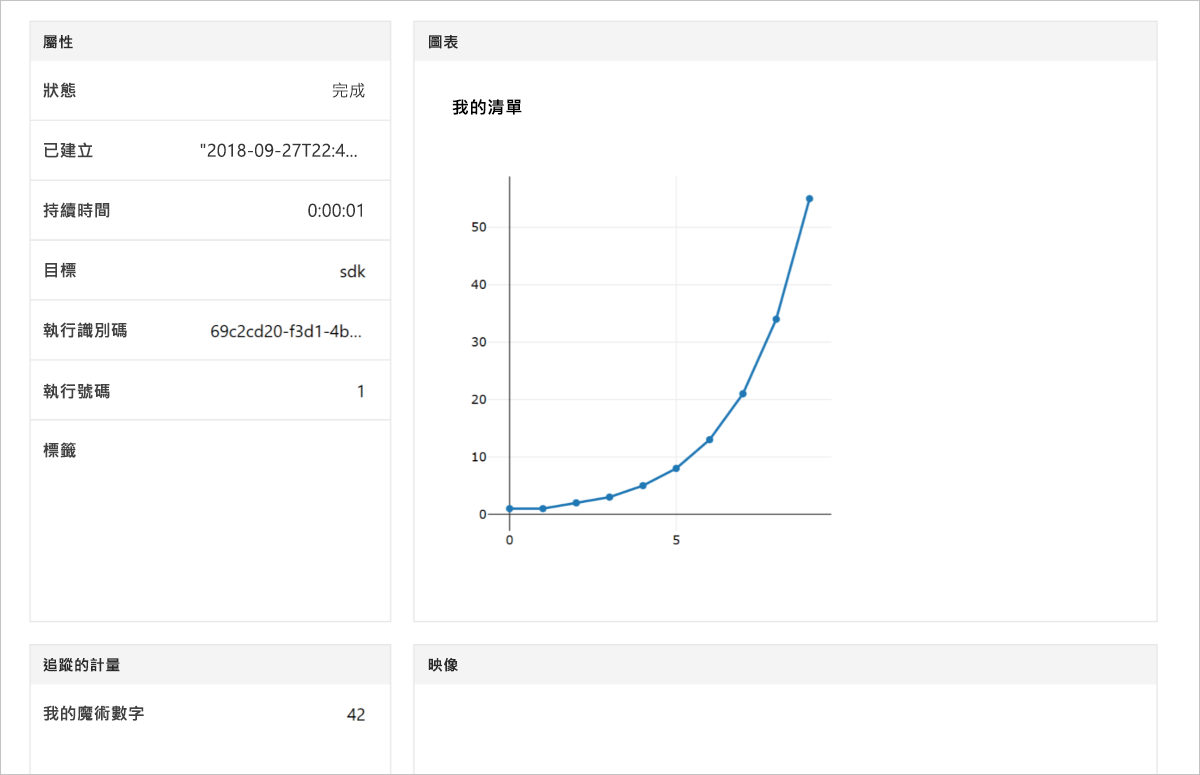 屬性
狀態 完成
已建立 "2018-09-27T22:4...
持續時間 0:00:01
目標 sdk
執行識別碼 69c2cd20-f3d1-4b...
執行號碼 1
標籤
圖表
我的清單
50
40
30
20
10
0
0 5
追蹤的計量
我的魔術數字 42
映像